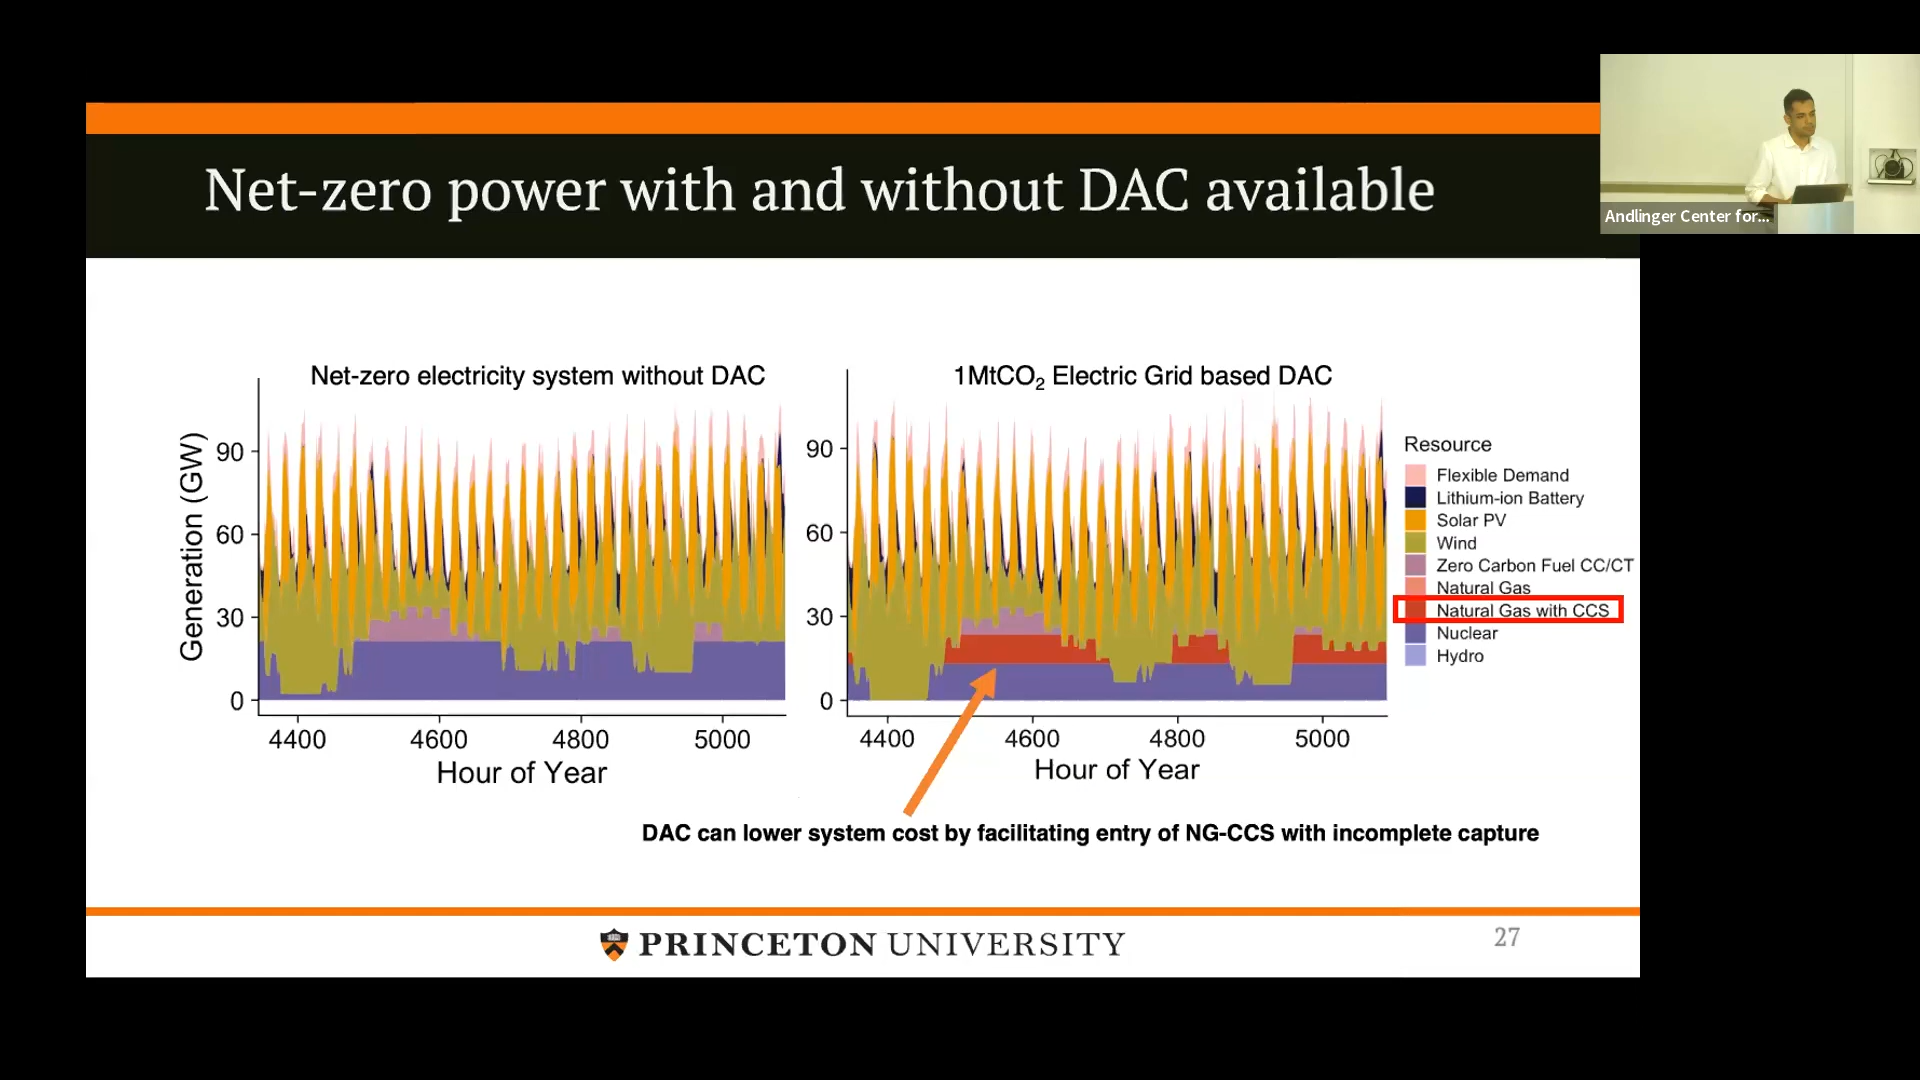 Andlinger Center for...
Net-zero power with and without DAC available
Net-zero electricity system without DAC
Generation (GW)
90
60
30
0
4400 4600 4800 5000
Hour of Year
1MtCO₂ Electric Grid based DAC
90
60
30
0
4400 4600 4800 5000
Hour of Year
Resource
Flexible Demand
Lithium-ion Battery
Solar PV
Wind
Zero Carbon Fuel CC/CT
Natural Gas
Natural Gas with CCS
Nuclear
Hydro
DAC can lower system cost by facilitating entry of NG-CCS with incomplete capture
PRINCETON UNIVERSITY
27